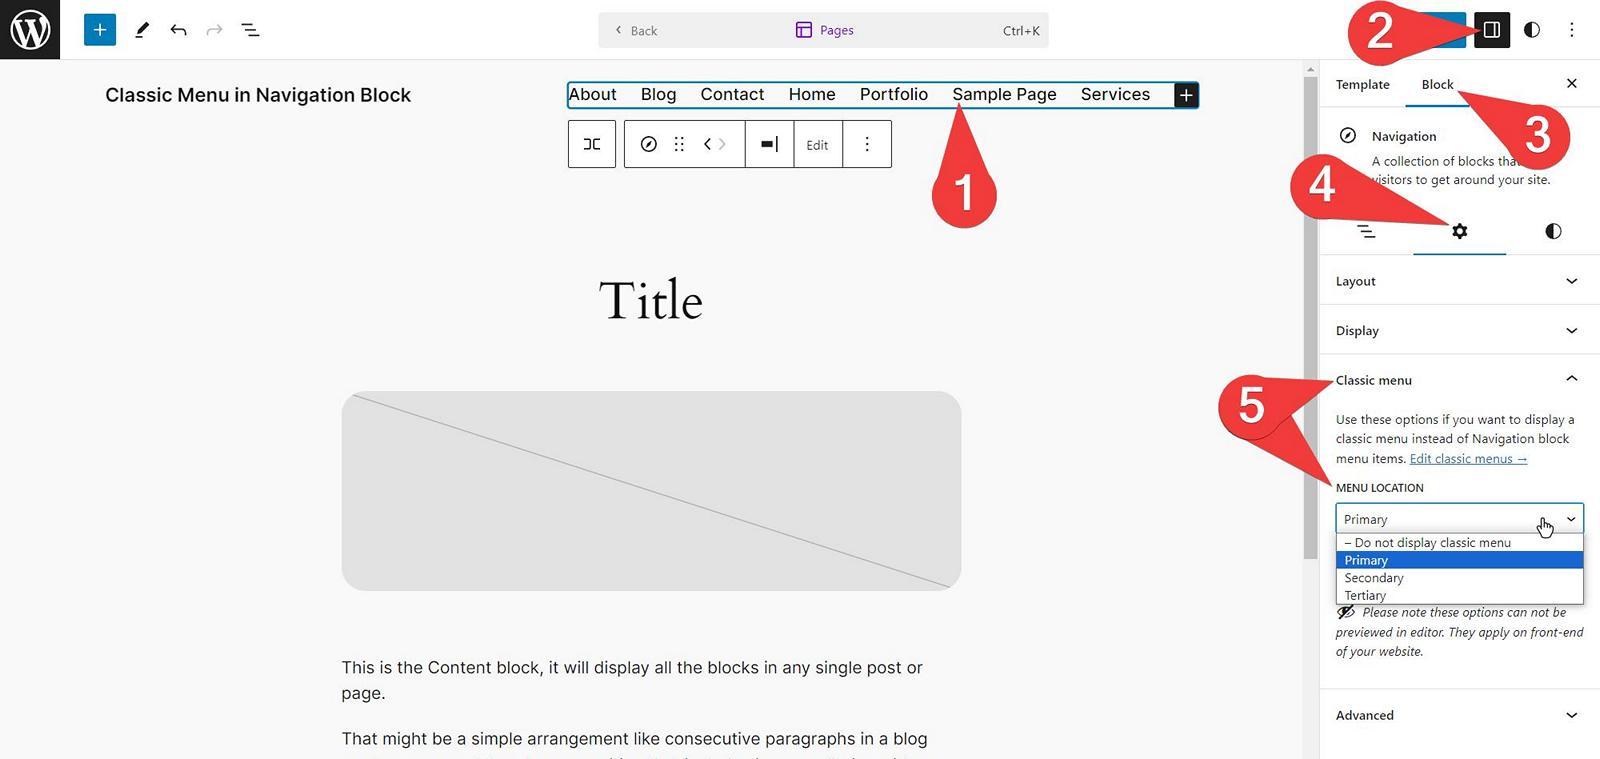 Back
Pages
Ctrl+K
2
Classic Menu in Navigation Block
About Blog Contact Home Portfolio Sample Page Services
Edit
1
Title
This is the Content block, it will display all the blocks in any single post or
page.
That might be a simple arrangement like consecutive paragraphs in a blog
Template Block
3
Navigation
A collection of blocks that
visitors to get around your site.
4
Layout
Display
5
Classic menu
Use these options if you want to display a
classic menu instead of Navigation block
menu items. Edit classic menus →
MENU LOCATION
Primary
– Do not display classic menu
Primary
Secondary
Tertiary
Please note these options can not be
previewed in editor. They apply on front-end
of your website.
Advanced